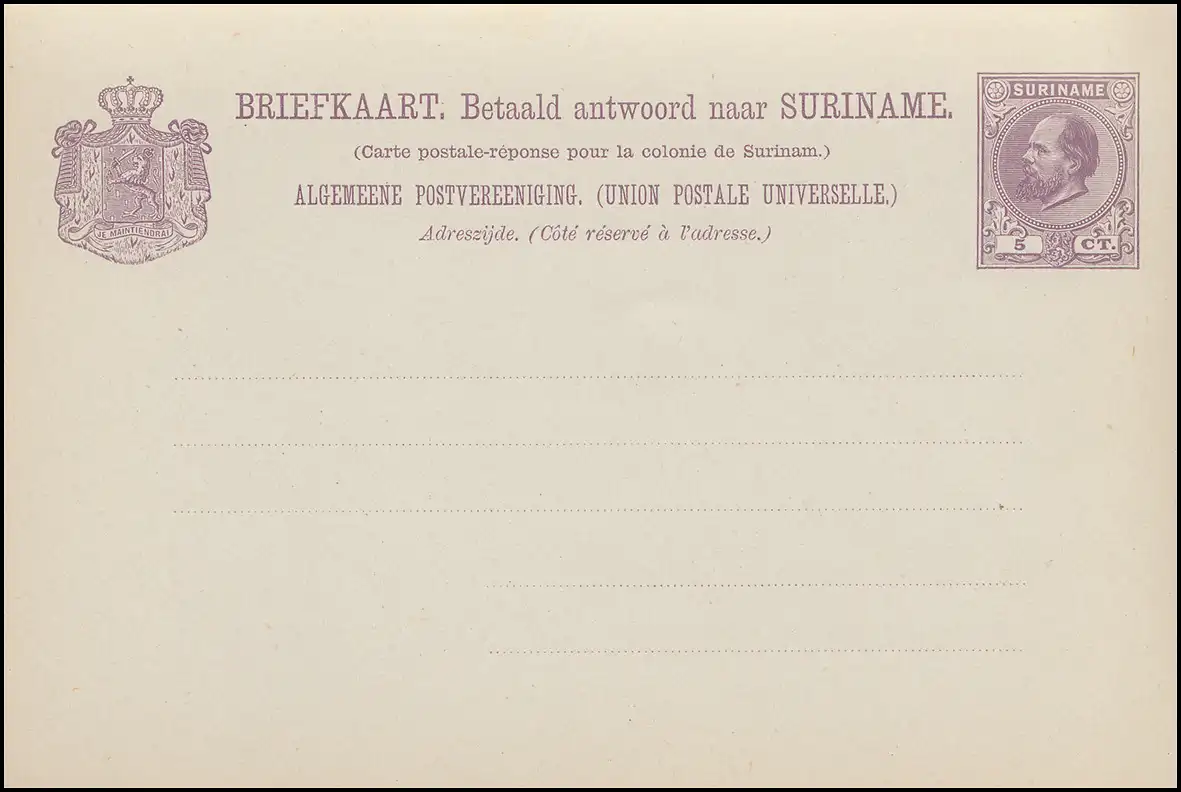 BRIEFKAART. Betaald antwoord naar SURINAME.
(Carte postale-réponse pour la colonie de Surinam.)
ALGEMEENE POSTVEREENIGING. (UNION POSTALE UNIVERSELLE.)
Adreszijde. (Côté réservé à l'adresse.)
JE MAINTIENDRAI
SURINAME
5 CT.